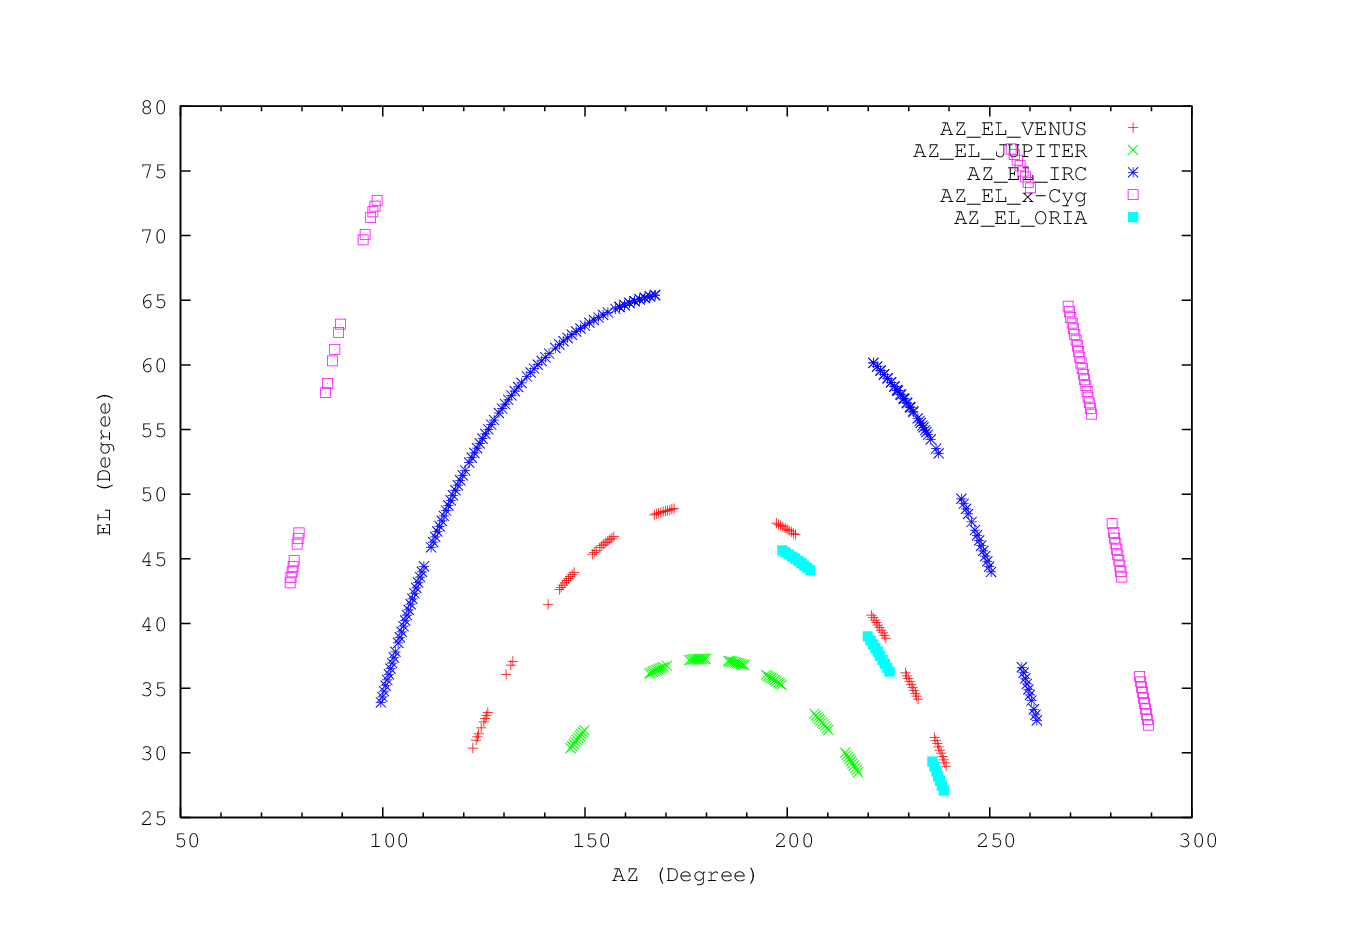 80
75
70
65
60
55
50
45
40
35
30
25
50 100 150 200 250 300
EL (Degree)
AZ (Degree)
AZ_EL_VENUS
AZ_EL_JUPITER
AZ_EL_IRC
AZ_EL_x-Cyg
AZ_EL_ORIA